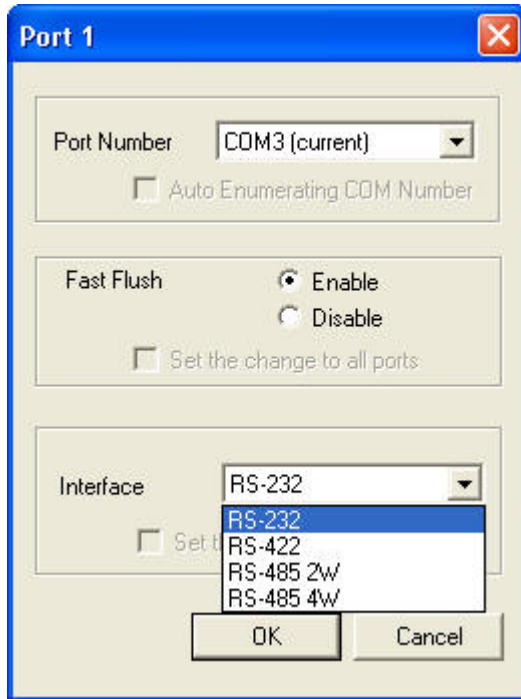 Port 1
Port Number COM3 (current)
Auto Enumerating COM Number
Fast Flush Enable
Disable
Set the change to all ports
Interface RS-232
RS-232
Set t
RS-422
RS-485 2W
RS-485 4W
OK Cancel